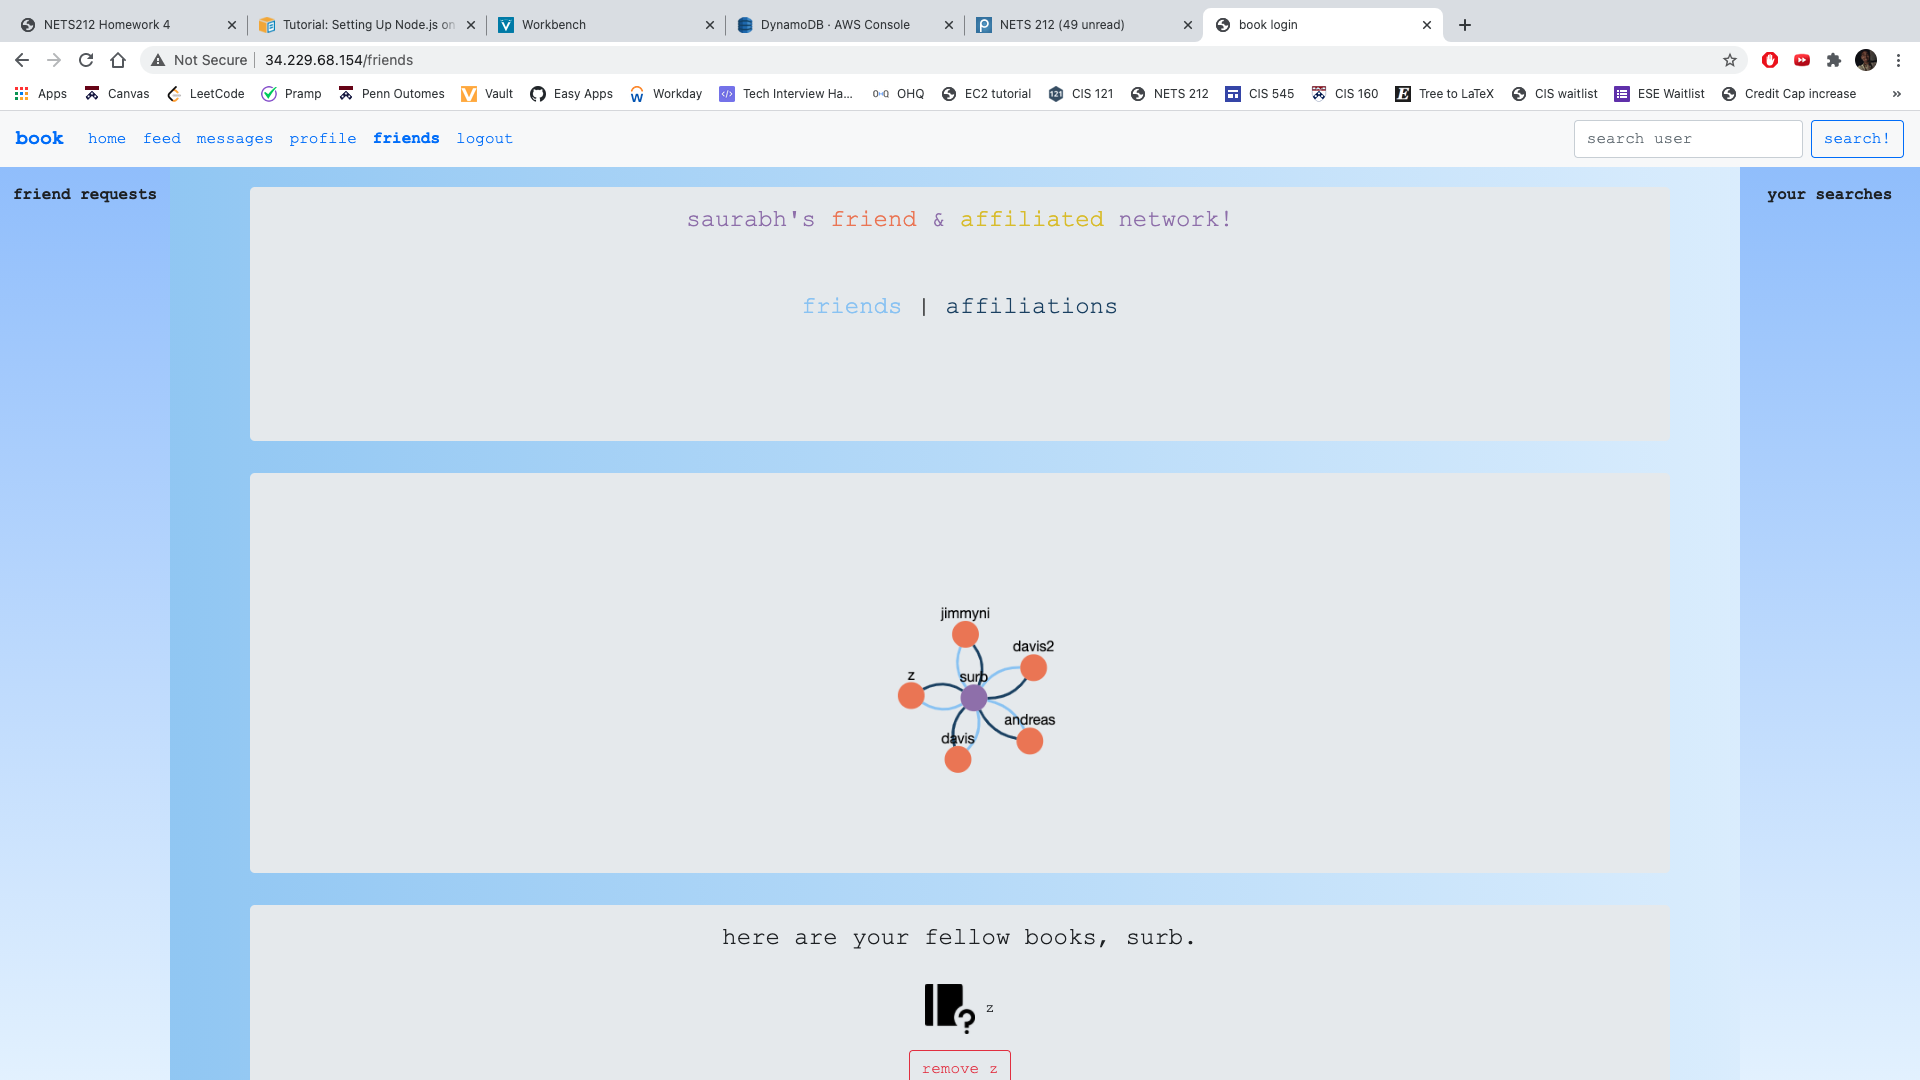 NETS212 Homework 4
Tutorial: Setting Up Node.js on
Workbench
DynamoDB · AWS Console
NETS 212 (49 unread)
book login
Not Secure
34.229.68.154/friends
Apps
Canvas
LeetCode
Pramp
Penn Outomes
Vault
Easy Apps
Workday
Tech Interview Ha...
OHQ
EC2 tutorial
CIS 121
NETS 212
CIS 545
CIS 160
Tree to LaTeX
CIS waitlist
ESE Waitlist
Credit Cap increase
»
book home feed messages profile friends logout
search user
search!
friend requests
your searches
saurabh's friend & affiliated network!
friends | affiliations
jimmyni
davis2
z
surb
andreas
davis
here are your fellow books, surb.
z
remove z